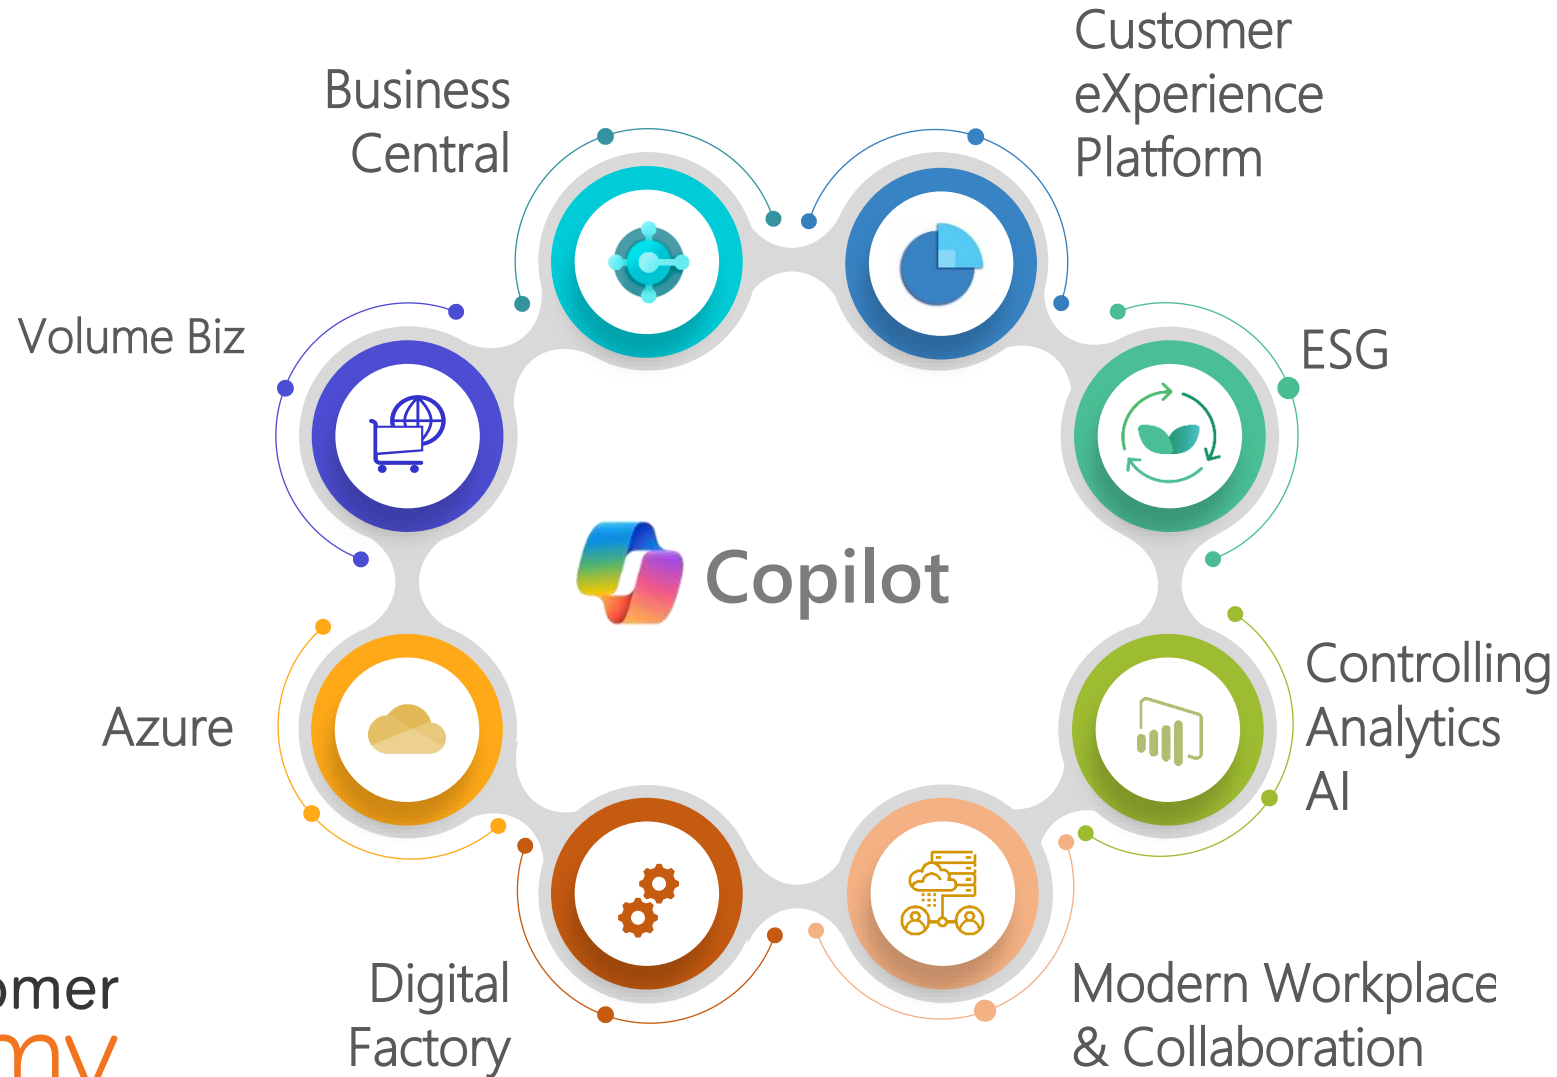 Customer
eXperience
Platform
Business
Central
Volume Biz
ESG
Copilot
Controlling
Analytics
AI
Azure
Digital
Factory
Modern Workplace
& Collaboration